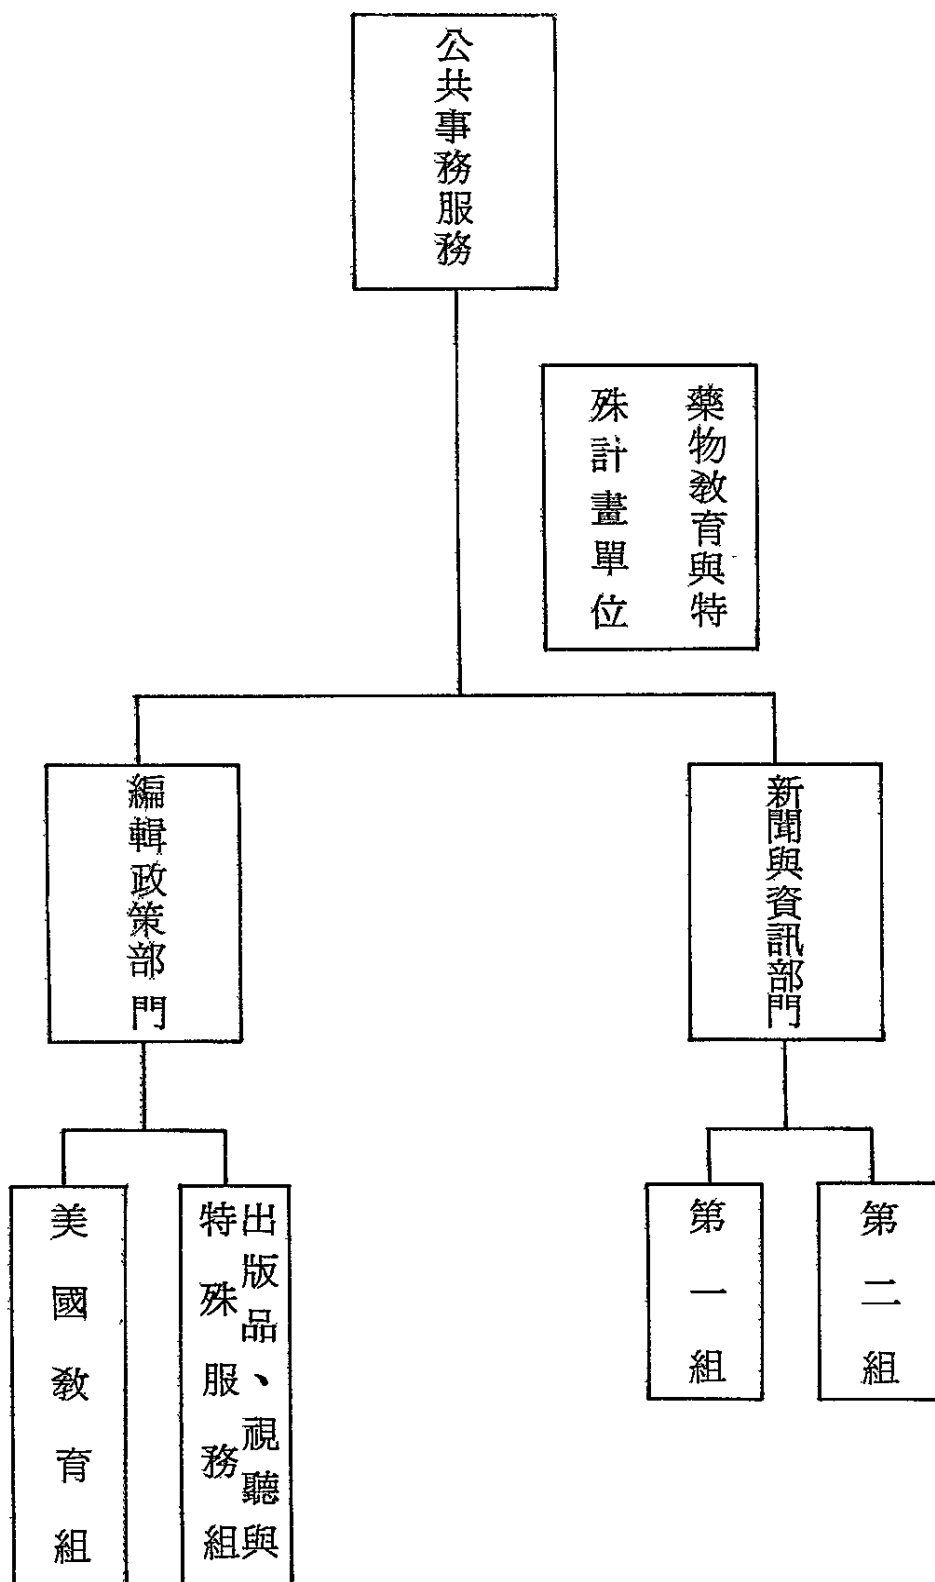 公共事務服務
藥物教育與特
殊計畫單位
新聞與資訊部門
編輯政策部門
第二組
第一組
出版品、視聽與
特殊服務組
美國教育組